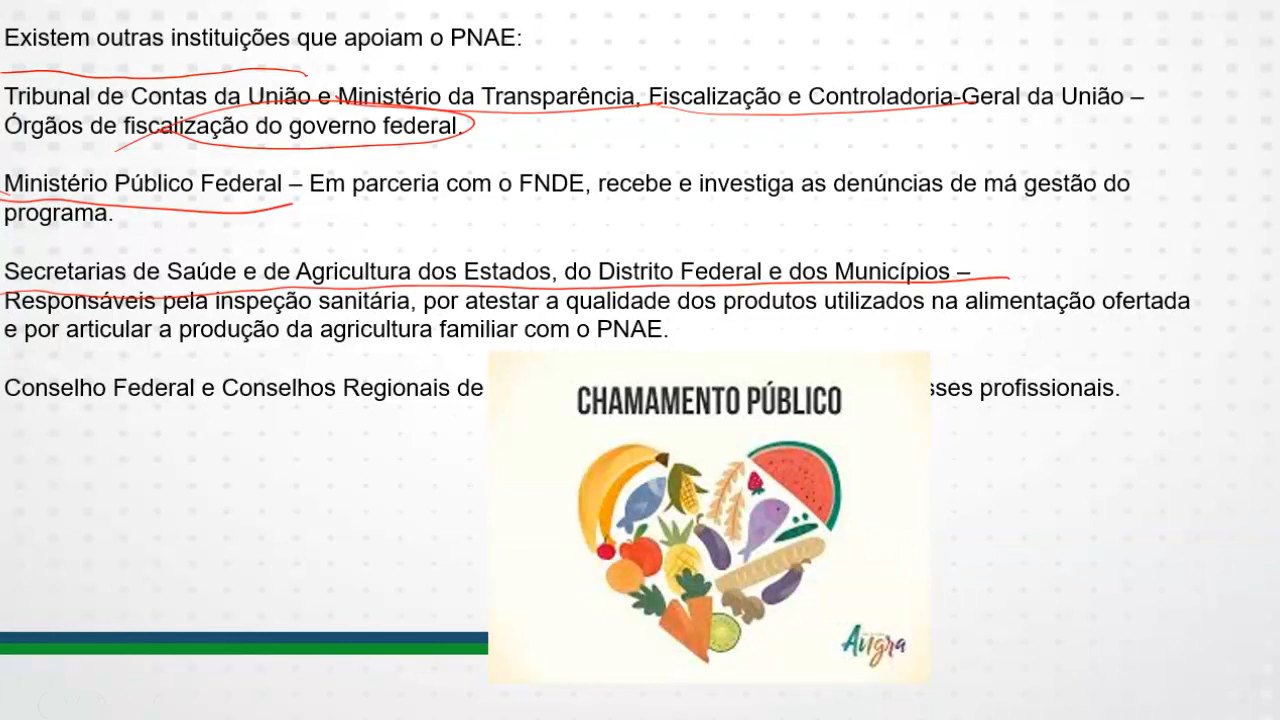 Existem outras instituições que apoiam o PNAE:
Tribunal de Contas da União e Ministério da Transparência, Fiscalização e Controladoria-Geral da União –
Órgãos de fiscalização do governo federal.
Ministério Público Federal – Em parceria com o FNDE, recebe e investiga as denúncias de má gestão do
programa.
Secretarias de Saúde e de Agricultura dos Estados, do Distrito Federal e dos Municípios –
Responsáveis pela inspeção sanitária, por atestar a qualidade dos produtos utilizados na alimentação ofertada
e por articular a produção da agricultura familiar com o PNAE.
Conselho Federal e Conselhos Regionais de sses profissionais.
CHAMAMENTO PÚBLICO
Angra